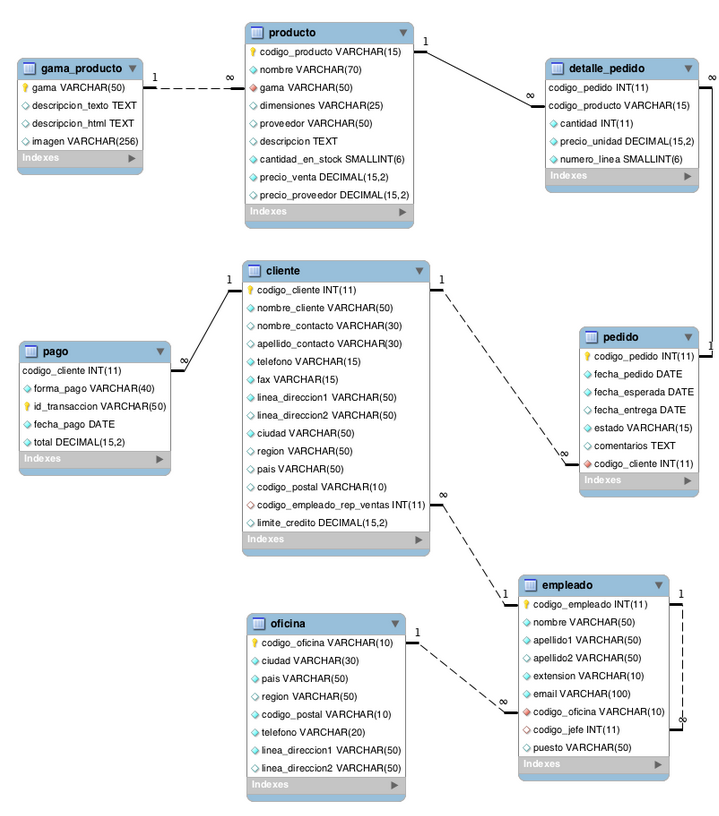 gama_producto
gama VARCHAR(50)
descripcion_texto TEXT
descripcion_html TEXT
imagen VARCHAR(256)
Indexes
1
∞
producto
codigo_producto VARCHAR(15)
nombre VARCHAR(70)
gama VARCHAR(50)
dimensiones VARCHAR(25)
proveedor VARCHAR(50)
descripcion TEXT
cantidad_en_stock SMALLINT(6)
precio_venta DECIMAL(15,2)
precio_proveedor DECIMAL(15,2)
Indexes
1
∞
detalle_pedido
codigo_pedido INT(11)
codigo_producto VARCHAR(15)
cantidad INT(11)
precio_unidad DECIMAL(15,2)
numero_linea SMALLINT(6)
Indexes
∞
1
cliente
codigo_cliente INT(11)
nombre_cliente VARCHAR(50)
nombre_contacto VARCHAR(30)
apellido_contacto VARCHAR(30)
telefono VARCHAR(15)
fax VARCHAR(15)
linea_direccion1 VARCHAR(50)
linea_direccion2 VARCHAR(50)
ciudad VARCHAR(50)
region VARCHAR(50)
pais VARCHAR(50)
codigo_postal VARCHAR(10)
codigo_empleado_rep_ventas INT(11)
limite_credito DECIMAL(15,2)
Indexes
1
∞
pago
codigo_cliente INT(11)
forma_pago VARCHAR(40)
id_transaccion VARCHAR(50)
fecha_pago DATE
total DECIMAL(15,2)
Indexes
1
∞
pedido
codigo_pedido INT(11)
fecha_pedido DATE
fecha_esperada DATE
fecha_entrega DATE
estado VARCHAR(15)
comentarios TEXT
codigo_cliente INT(11)
Indexes
∞
1
oficina
codigo_oficina VARCHAR(10)
ciudad VARCHAR(30)
pais VARCHAR(50)
region VARCHAR(50)
codigo_postal VARCHAR(10)
telefono VARCHAR(20)
linea_direccion1 VARCHAR(50)
linea_direccion2 VARCHAR(50)
Indexes
1
∞
empleado
codigo_empleado INT(11)
nombre VARCHAR(50)
apellido1 VARCHAR(50)
apellido2 VARCHAR(50)
extension VARCHAR(10)
email VARCHAR(100)
codigo_oficina VARCHAR(10)
codigo_jefe INT(11)
puesto VARCHAR(50)
Indexes
1
∞